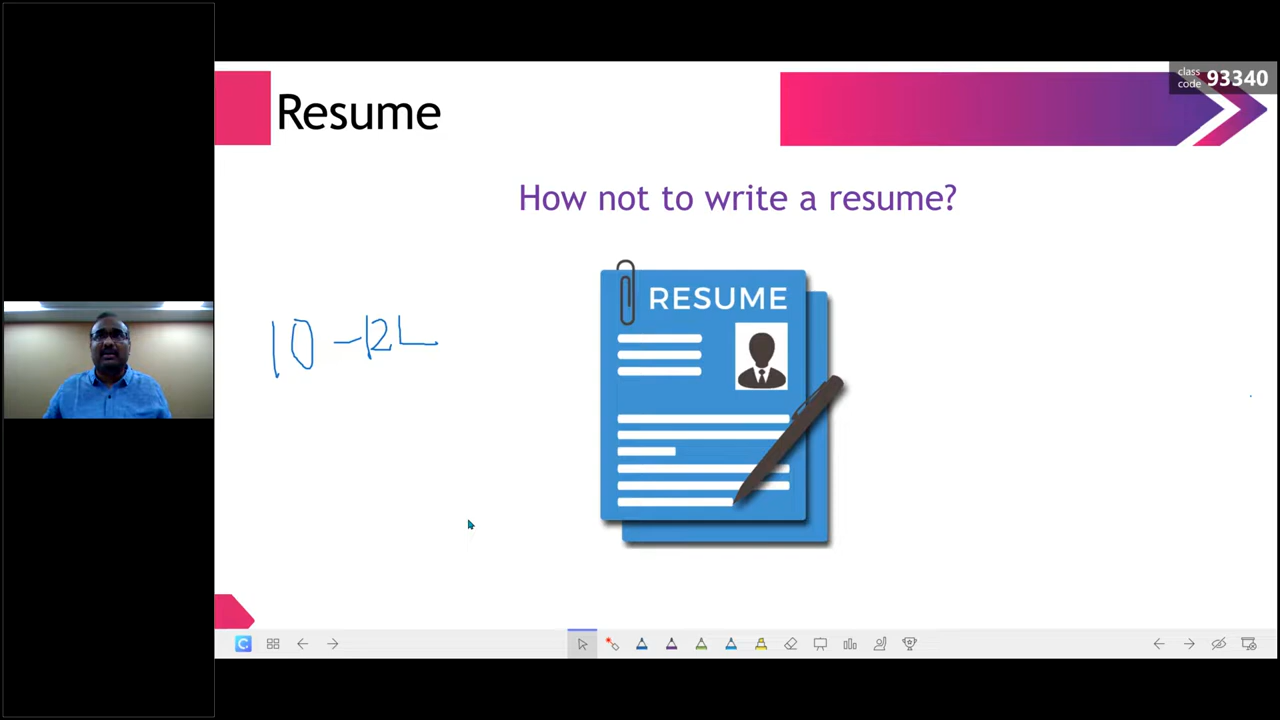 class
code 93340
Resume
How not to write a resume?
RESUME
10 - 12L
C